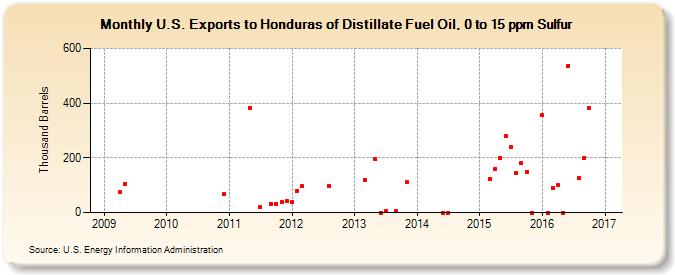 Monthly U.S. Exports to Honduras of Distillate Fuel Oil, 0 to 15 ppm Sulfur
Thousand Barrels
600
400
200
0
2009 2010 2011 2012 2013 2014 2015 2016 2017
Source: U.S. Energy Information Administration